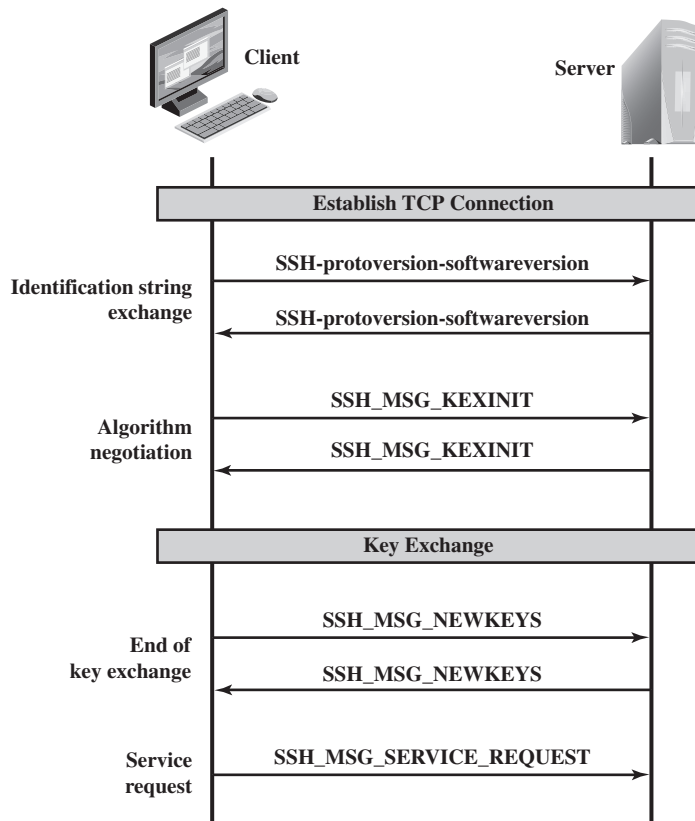 Client
Server
Establish TCP Connection
SSH-protoversion-softwareversion
Identification string
exchange
SSH-protoversion-softwareversion
SSH_MSG_KEXINIT
Algorithm
negotiation
SSH_MSG_KEXINIT
Key Exchange
SSH_MSG_NEWKEYS
End of
key exchange
SSH_MSG_NEWKEYS
Service
request
SSH_MSG_SERVICE_REQUEST